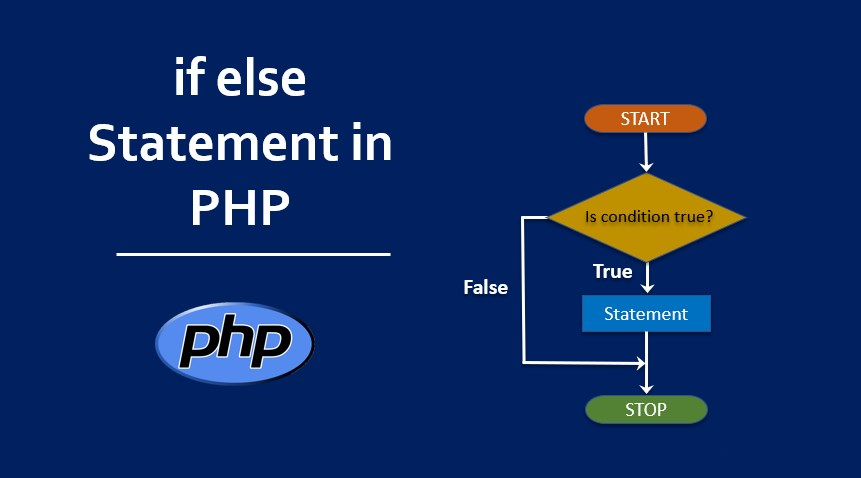 if else
Statement in
PHP
php
START
Is condition true?
True
False
Statement
STOP